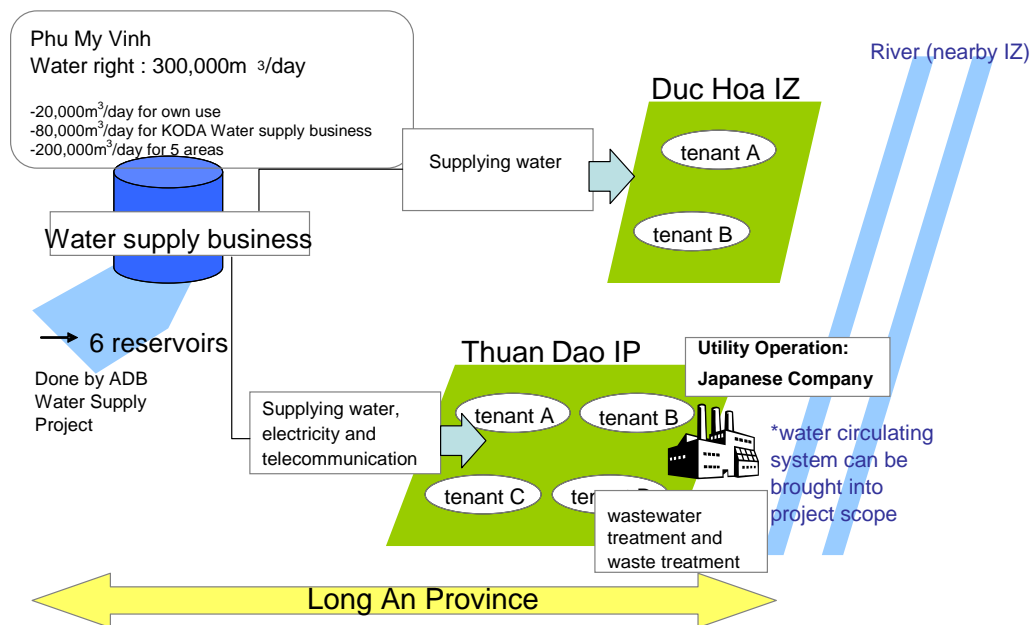 Phu My Vinh
Water right : 300,000m 3/day
-20,000m³/day for own use
-80,000m³/day for KODA Water supply business
-200,000m³/day for 5 areas
River (nearby IZ)
Duc Hoa IZ
tenant A
tenant B
Supplying water
Water supply business
6 reservoirs
Done by ADB
Water Supply
Project
Thuan Dao IP
Utility Operation:
Japanese Company
Supplying water,
electricity and
telecommunication
tenant A
tenant B
tenant C
*water circulating
system can be
brought into
project scope
wastewater
treatment and
waste treatment
Long An Province